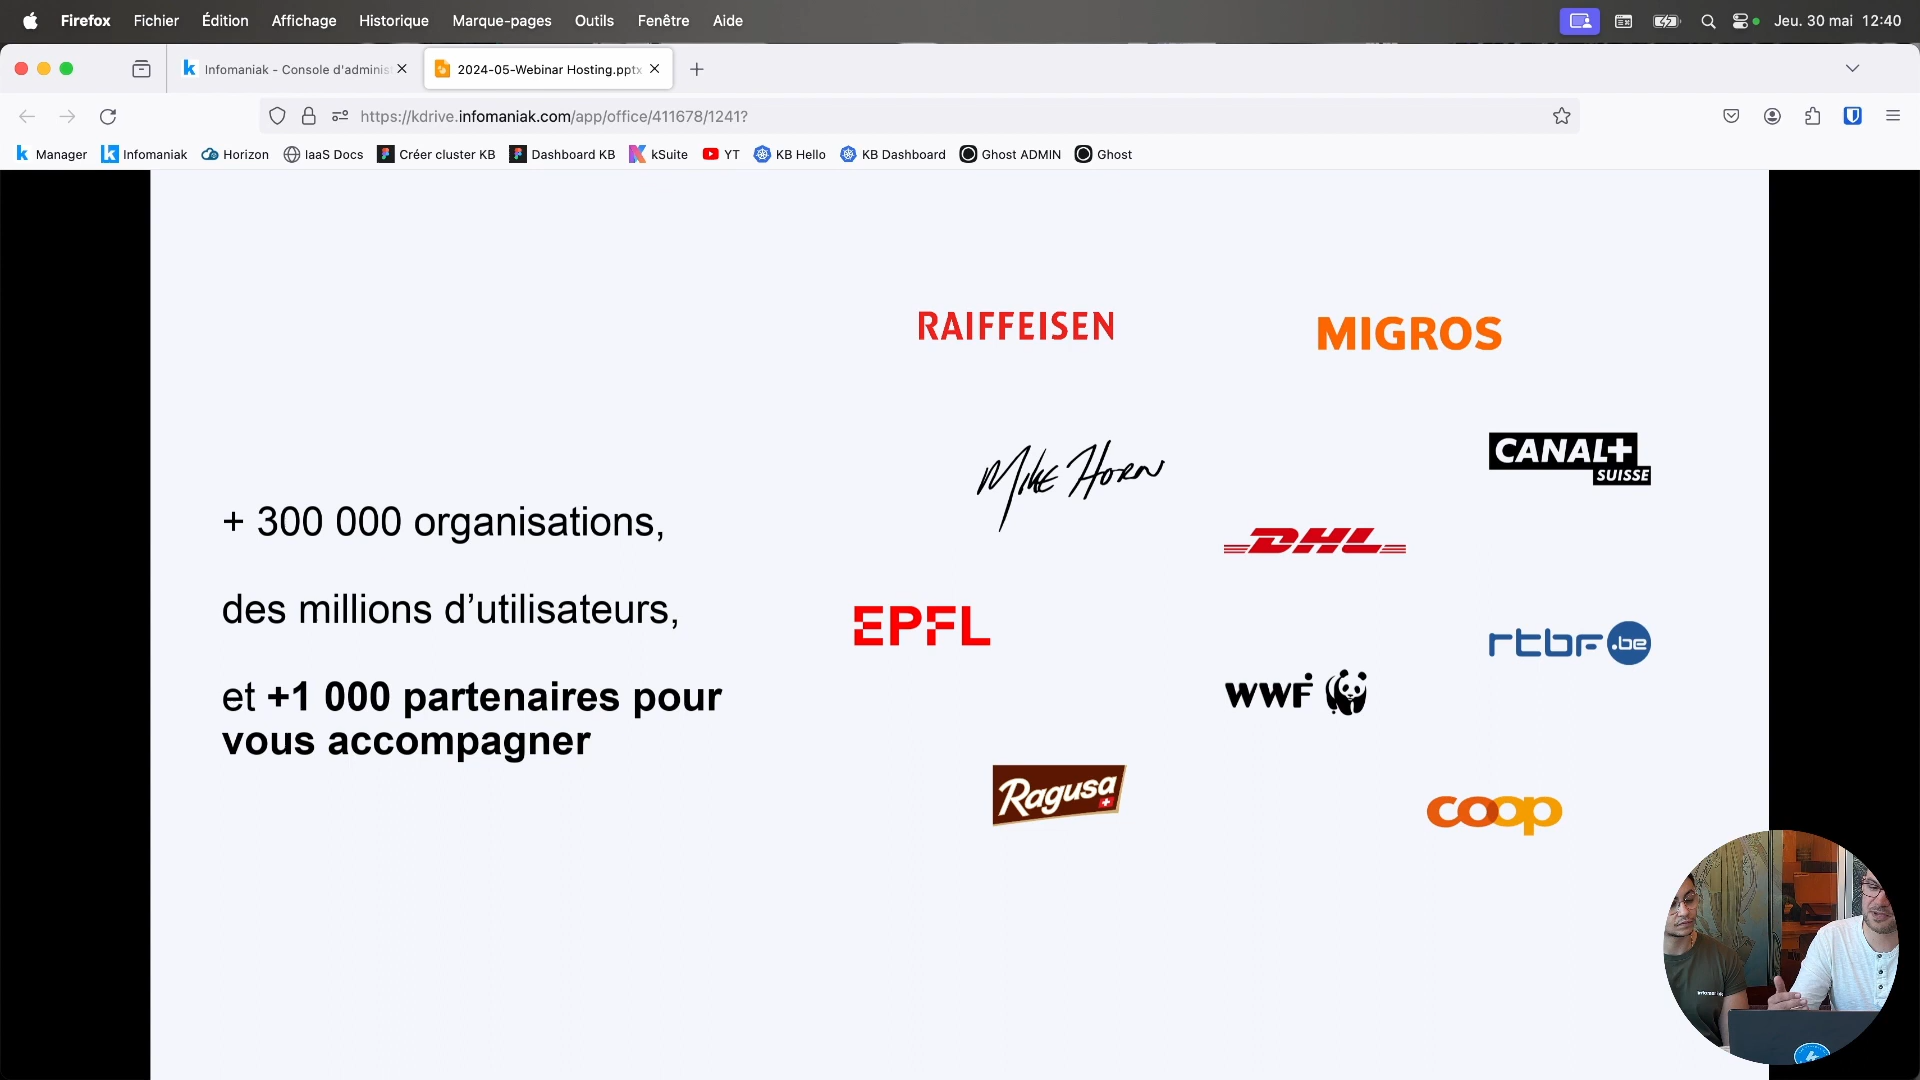 Firefox Fichier Édition Affichage Historique Marque-pages Outils Fenêtre Aide Jeu. 30 mai 12:40
Infomaniak - Console d'adminis
2024-05-Webinar Hosting.pptx
https://kdrive.infomaniak.com/app/office/411678/1241?
Manager Infomaniak Horizon IaaS Docs Créer cluster KB Dashboard KB kSuite YT KB Hello KB Dashboard Ghost ADMIN Ghost
RAIFFEISEN
MIGROS
MIKE HORN
CANAL+
SUISSE
+ 300 000 organisations,
DHL
des millions d’utilisateurs,
EPFL
rtbf.be
WWF
et +1 000 partenaires pour
vous accompagner
Ragusa
coop